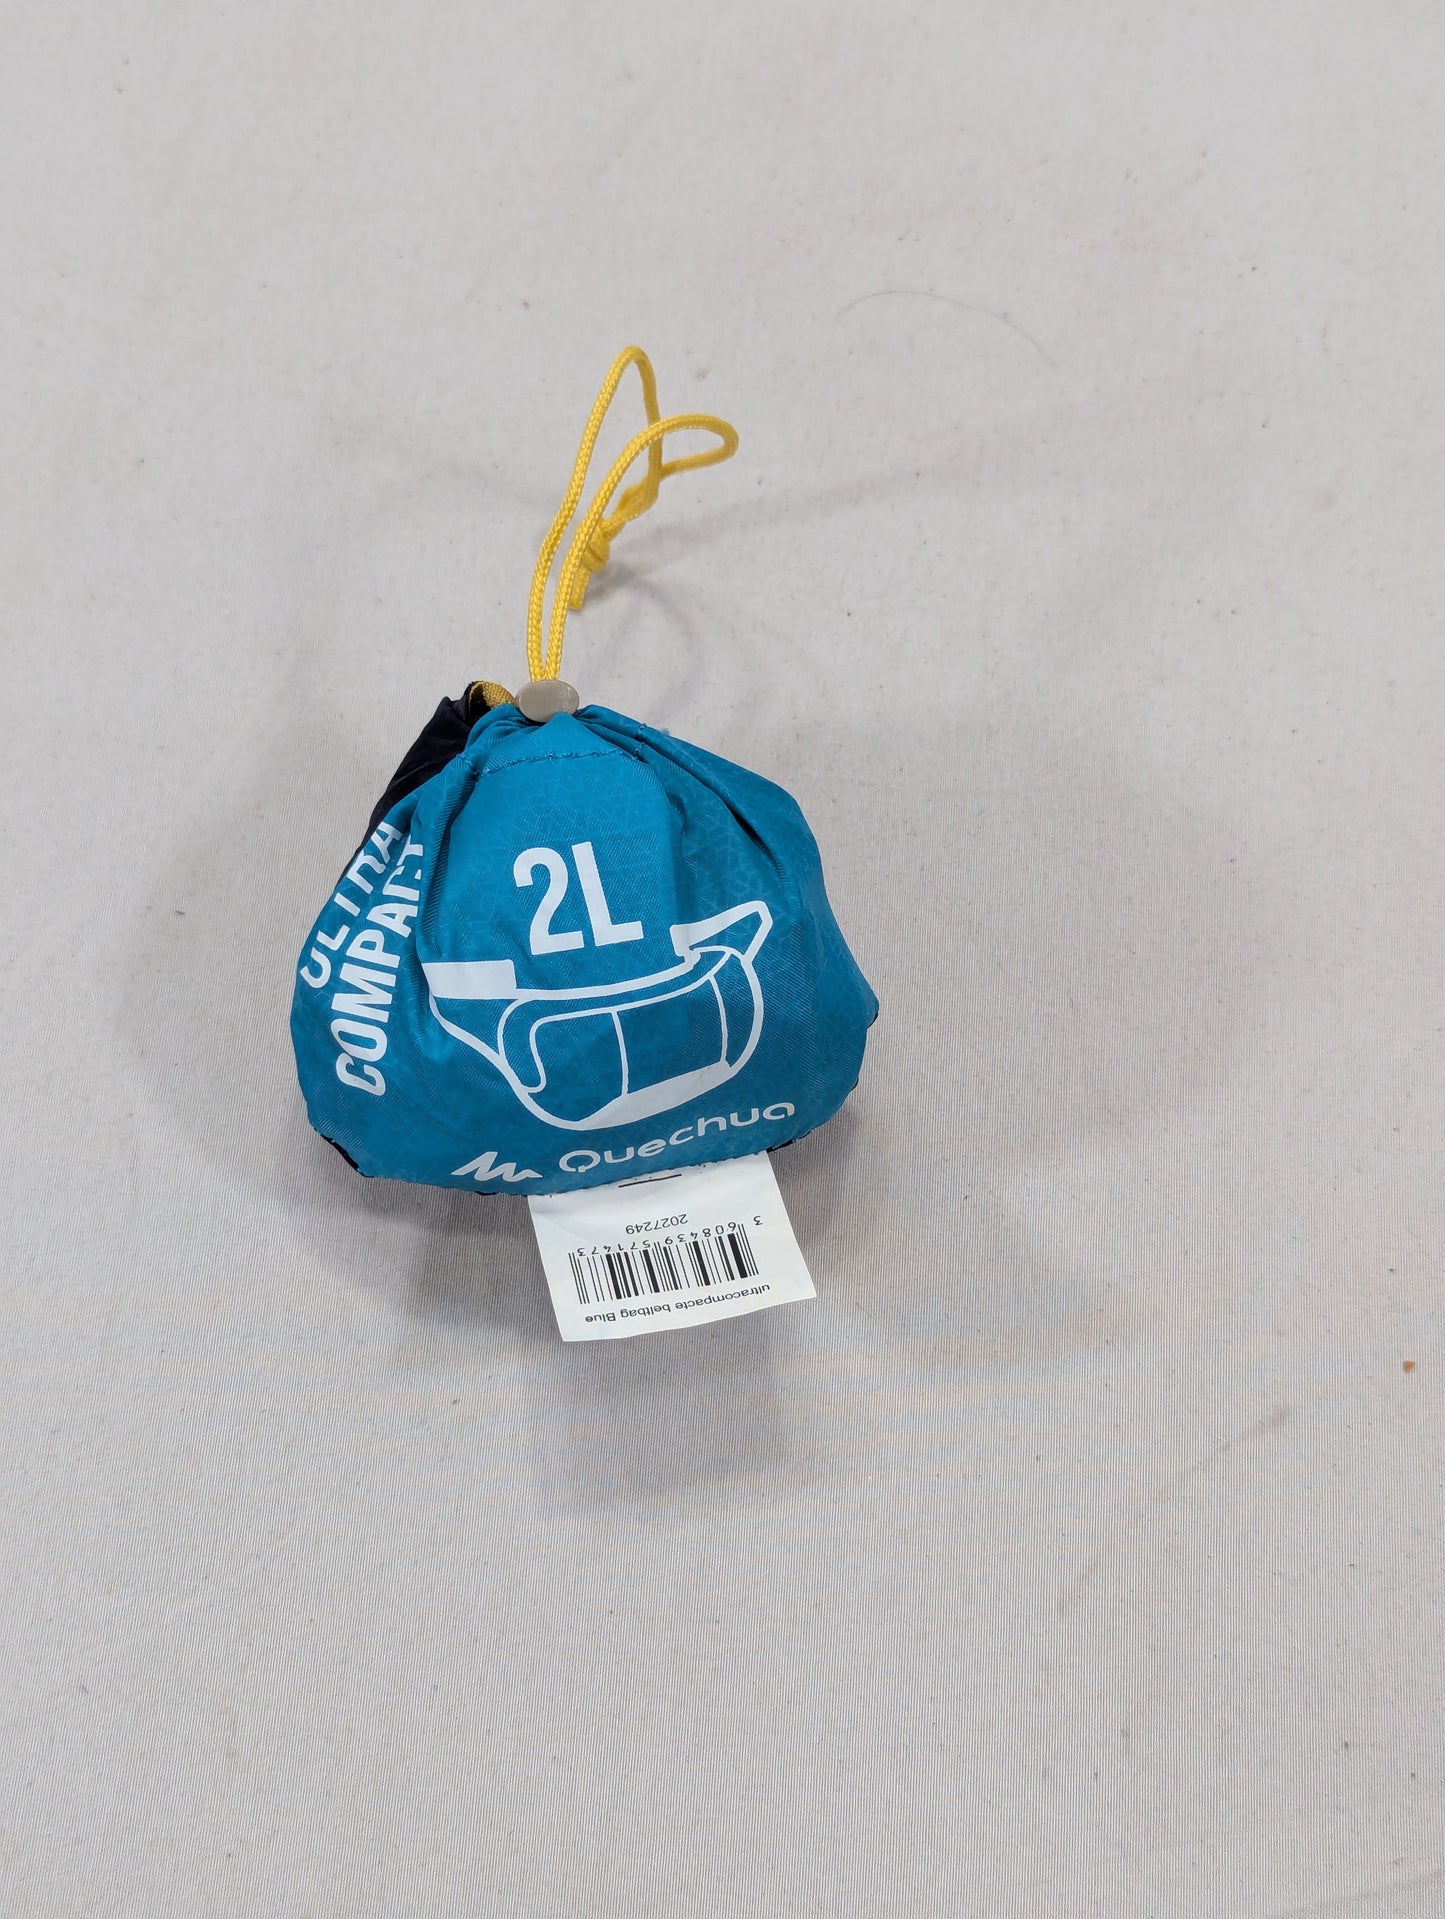 ULTRA
COMPACT
2L
Quechua
2027249
3 608439 571473
ultracompacte beltbag Blue